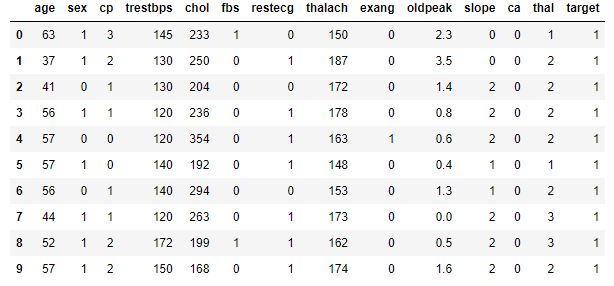 age sex cp trestbps chol fbs restecg thalach exang oldpeak slope ca thal target
0 63 1 3 145 233 1 0 150 0 2.3 0 0 1 1
1 37 1 2 130 250 0 1 187 0 3.5 0 0 2 1
2 41 0 1 130 204 0 0 172 0 1.4 2 0 2 1
3 56 1 1 120 236 0 1 178 0 0.8 2 0 2 1
4 57 0 0 120 354 0 1 163 1 0.6 2 0 2 1
5 57 1 0 140 192 0 1 148 0 0.4 1 0 1 1
6 56 0 1 140 294 0 0 153 0 1.3 1 0 2 1
7 44 1 1 120 263 0 1 173 0 0.0 2 0 3 1
8 52 1 2 172 199 1 1 162 0 0.5 2 0 3 1
9 57 1 2 150 168 0 1 174 0 1.6 2 0 2 1